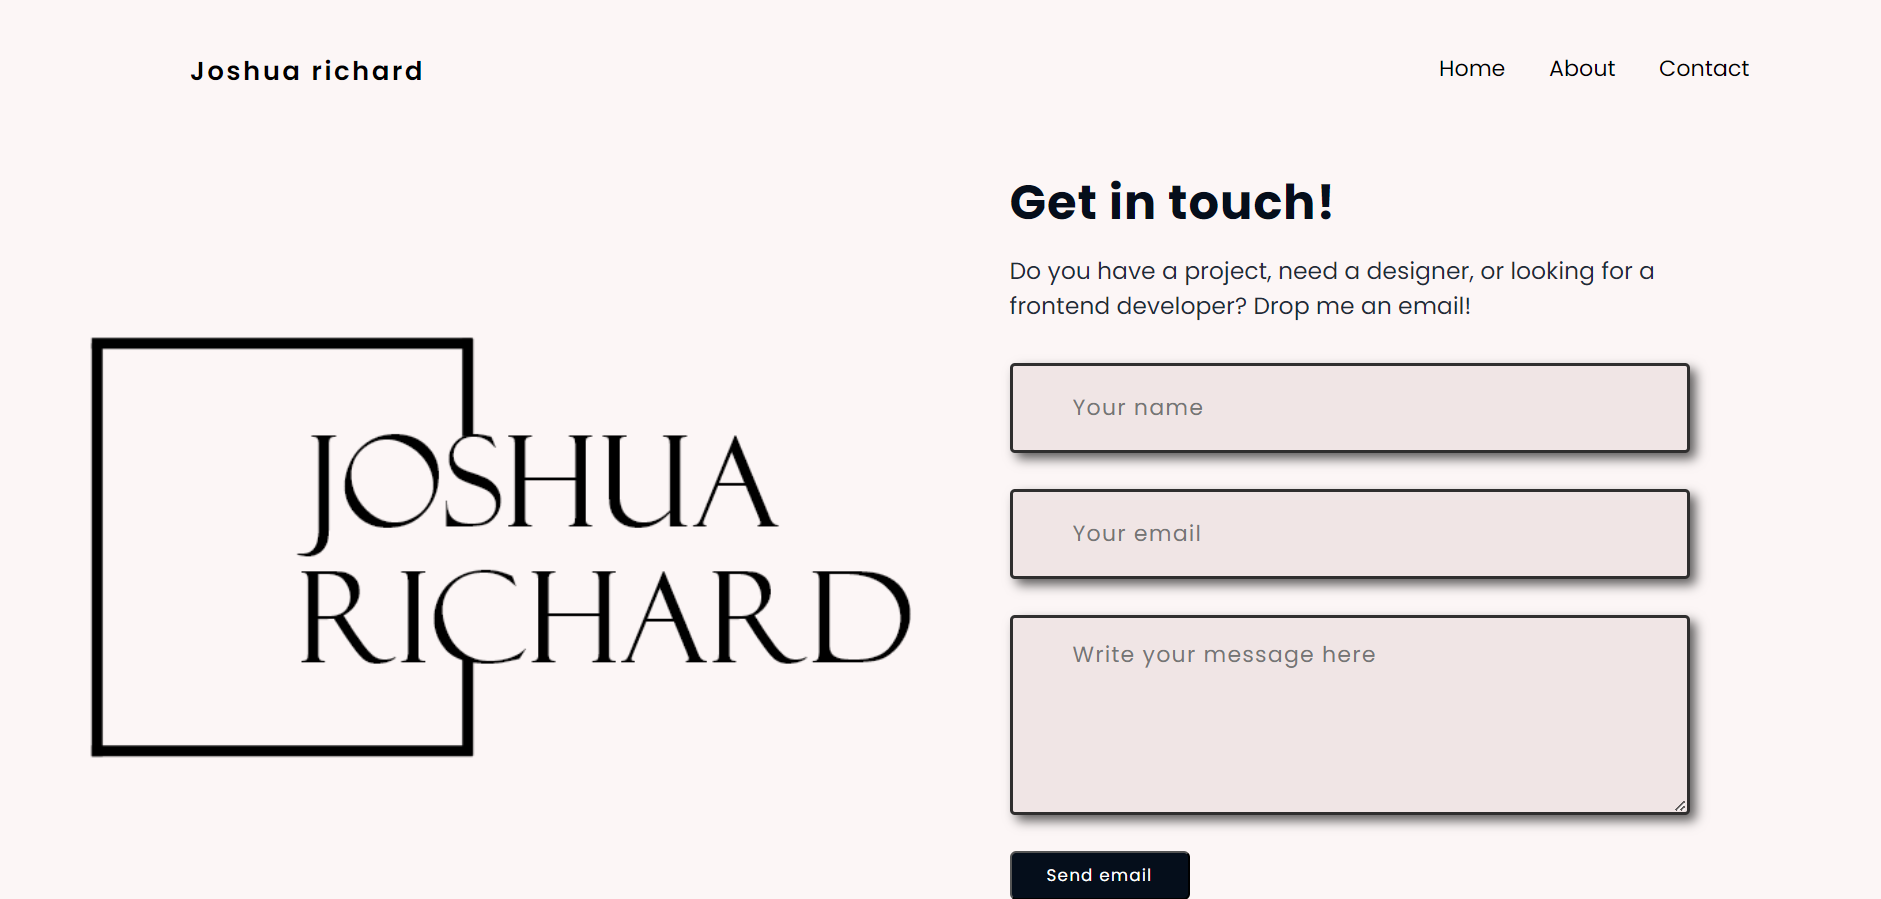 Joshua richard
Home About Contact
JOSHUA
RICHARD
Get in touch!
Do you have a project, need a designer, or looking for a
frontend developer? Drop me an email!
Your name
Your email
Write your message here
Send email